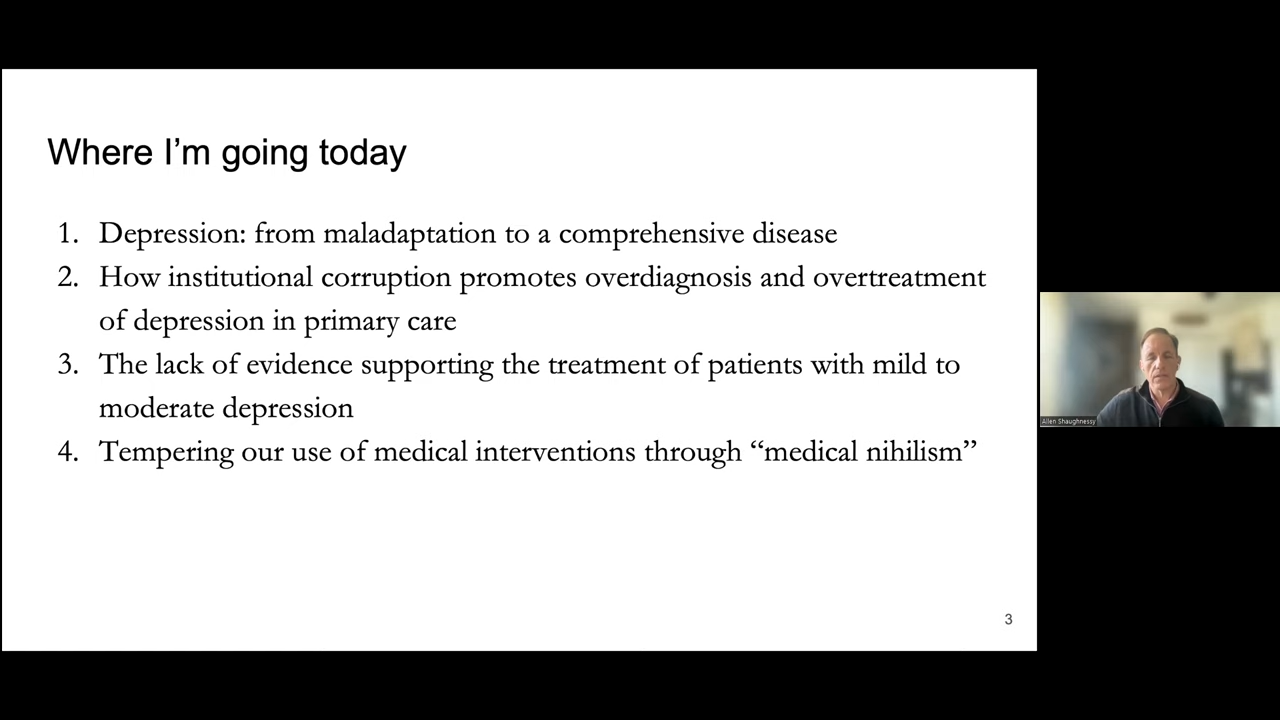 Where I’m going today
1. Depression: from maladaptation to a comprehensive disease
2. How institutional corruption promotes overdiagnosis and overtreatment
of depression in primary care
3. The lack of evidence supporting the treatment of patients with mild to
moderate depression
4. Tempering our use of medical interventions through “medical nihilism”
3
Allen Shaughnessy